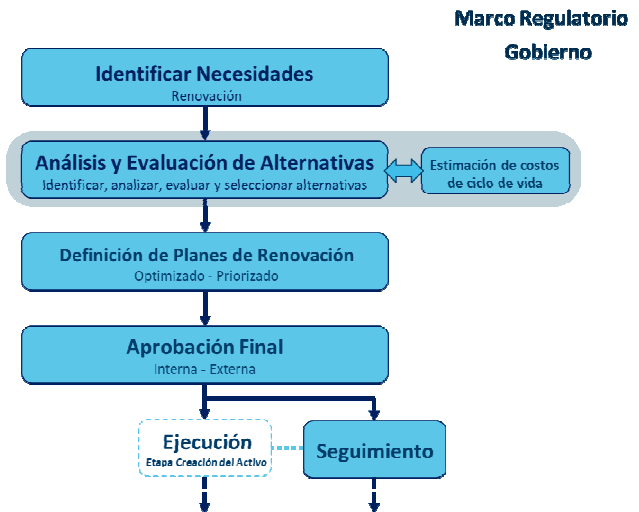 Marco Regulatorio
Gobierno
Identificar Necesidades
Renovación
Análisis y Evaluación de Alternativas
Identificar, analizar, evaluar y seleccionar alternativas
Estimación de costos
de ciclo de vida
Definición de Planes de Renovación
Optimizado - Priorizado
Aprobación Final
Interna - Externa
Ejecución
Etapa Creación del Activo
Seguimiento